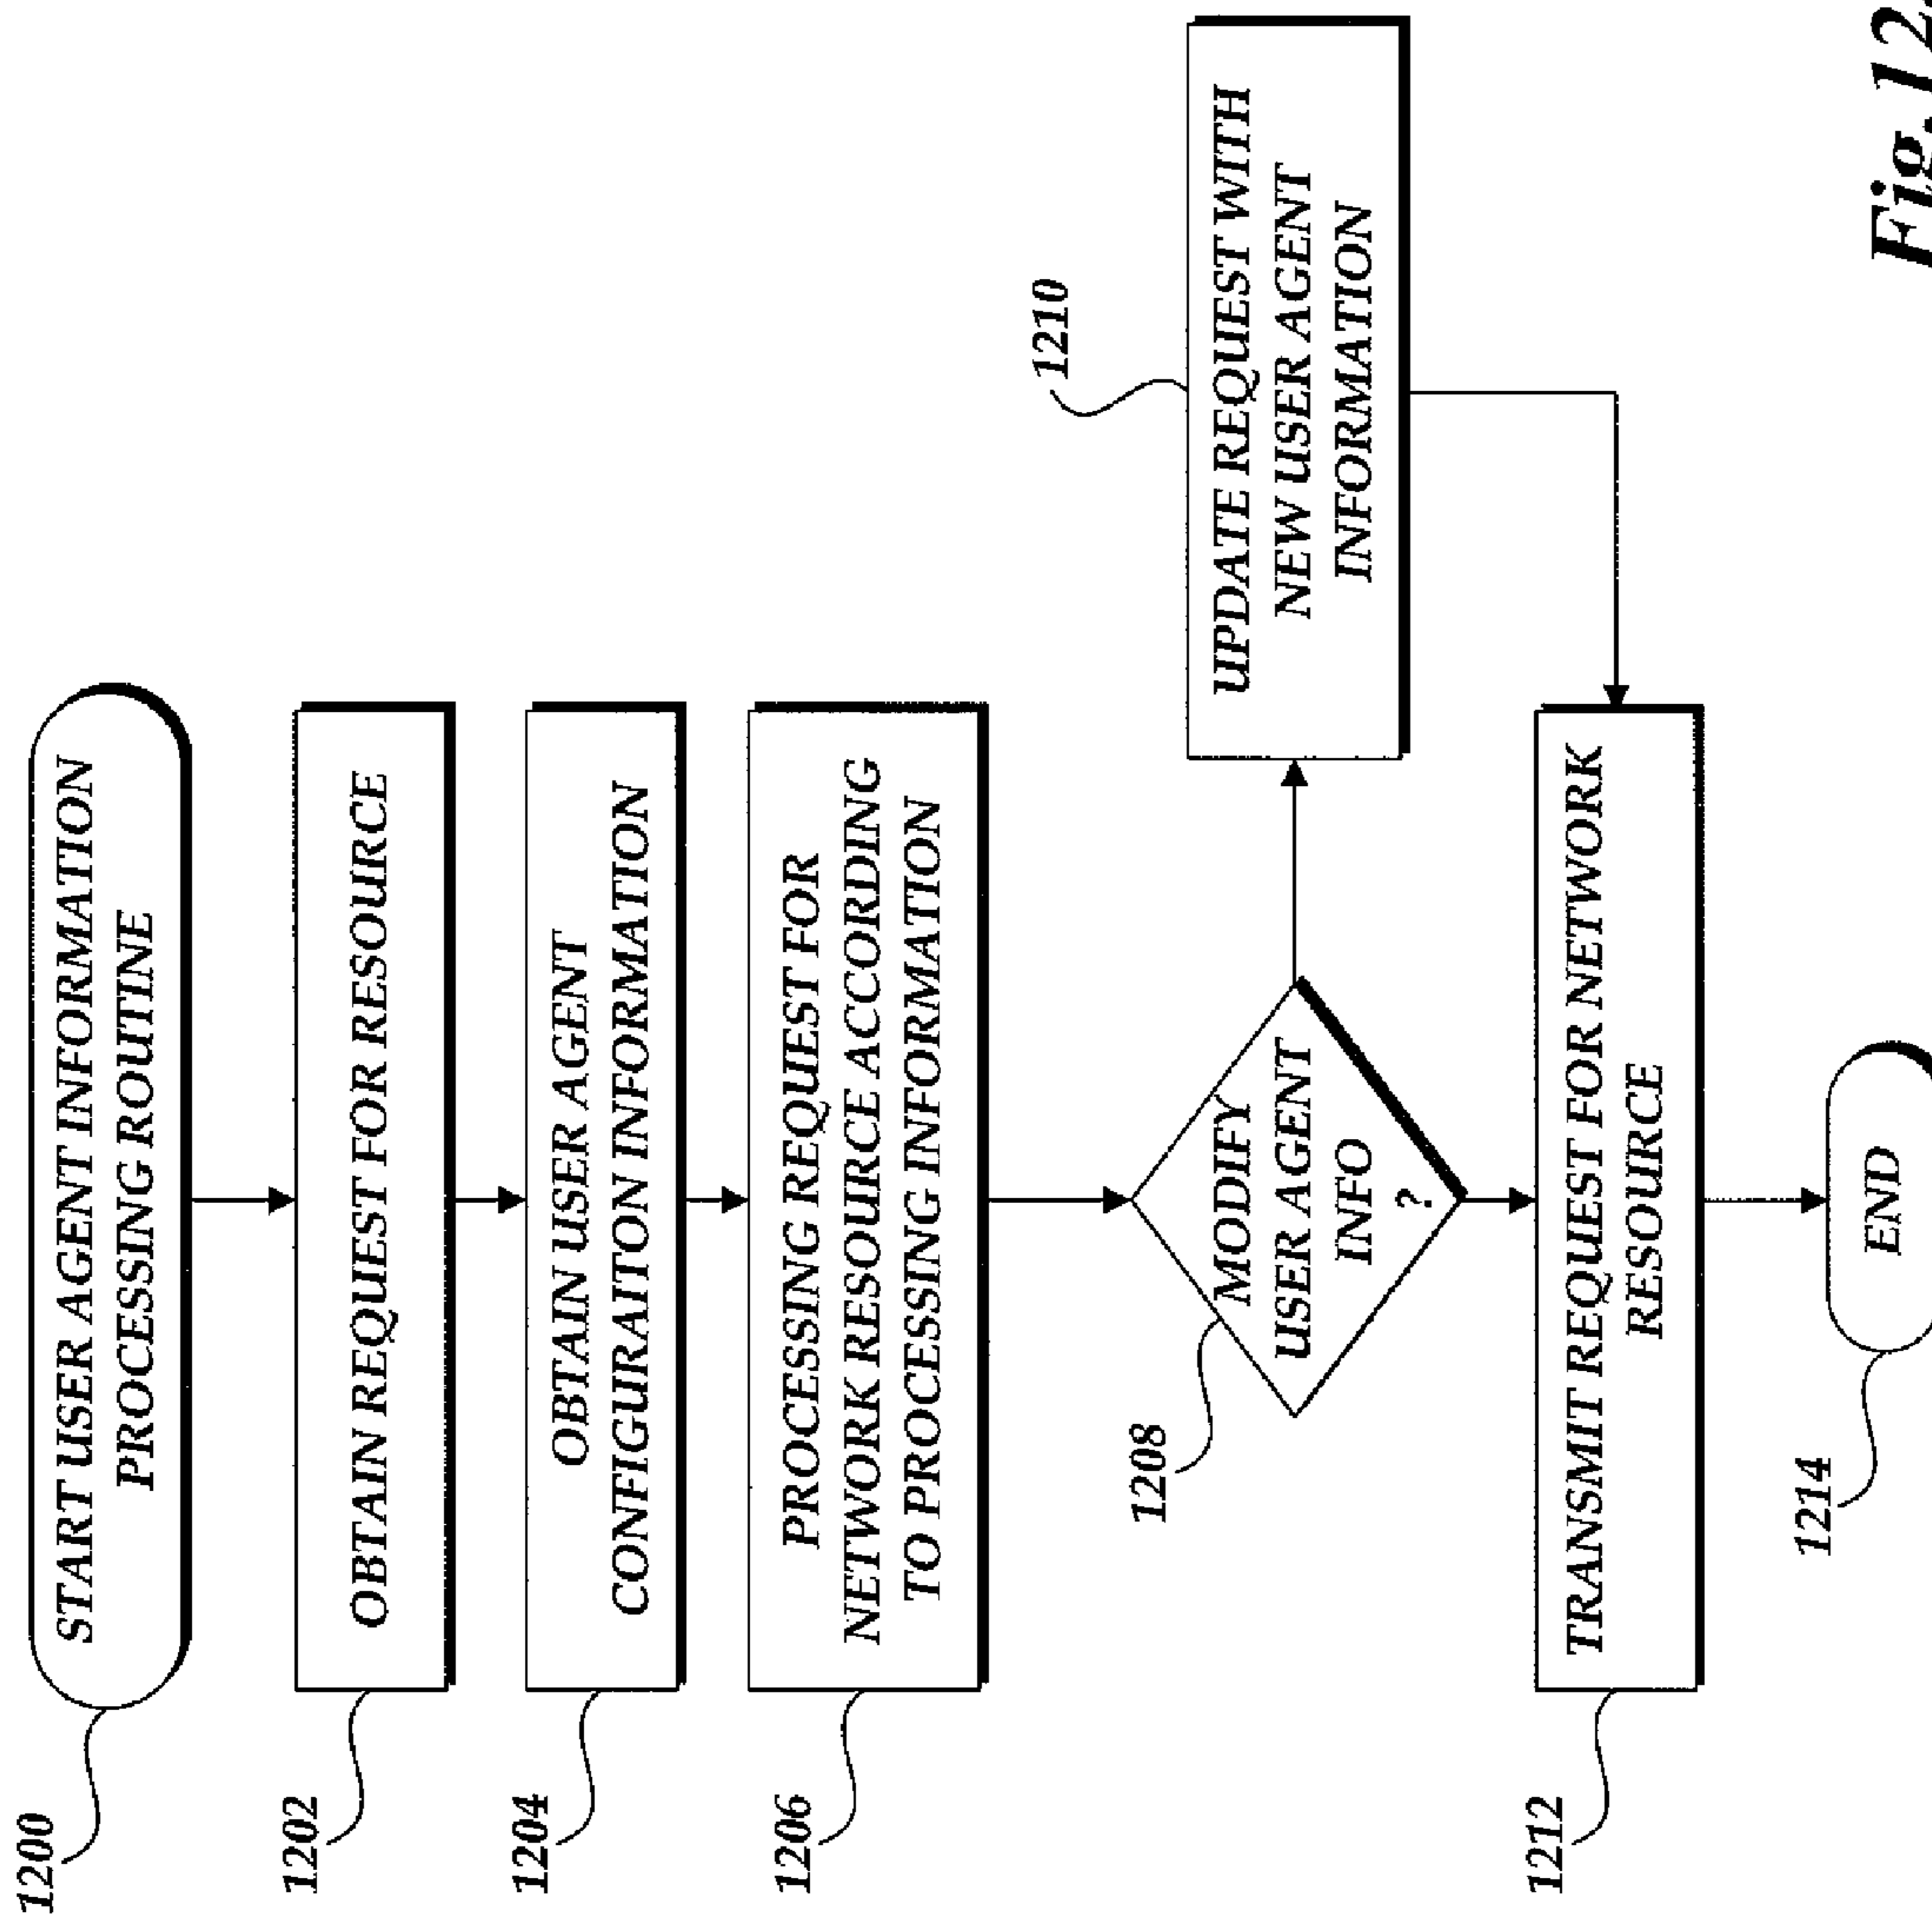 1200
START USER AGENT INFORMATION
PROCESSING ROUTINE
1202
OBTAIN REQUEST FOR RESOURCE
1204
OBTAIN USER AGENT
CONFIGURAITON INFORMATION
1206
PROCESSING REQUEST FOR
NETWORK RESOURCE ACCORDING
TO PROCESSING INFORMATION
1208
MODIFY
USER AGENT
INFO
?
1210
UPDATE REQUEST WITH
NEW USER AGENT
INFORMATION
1212
TRANSMIT REQUEST FOR NETWORK
RESOURCE
1214
END
Fig.12.